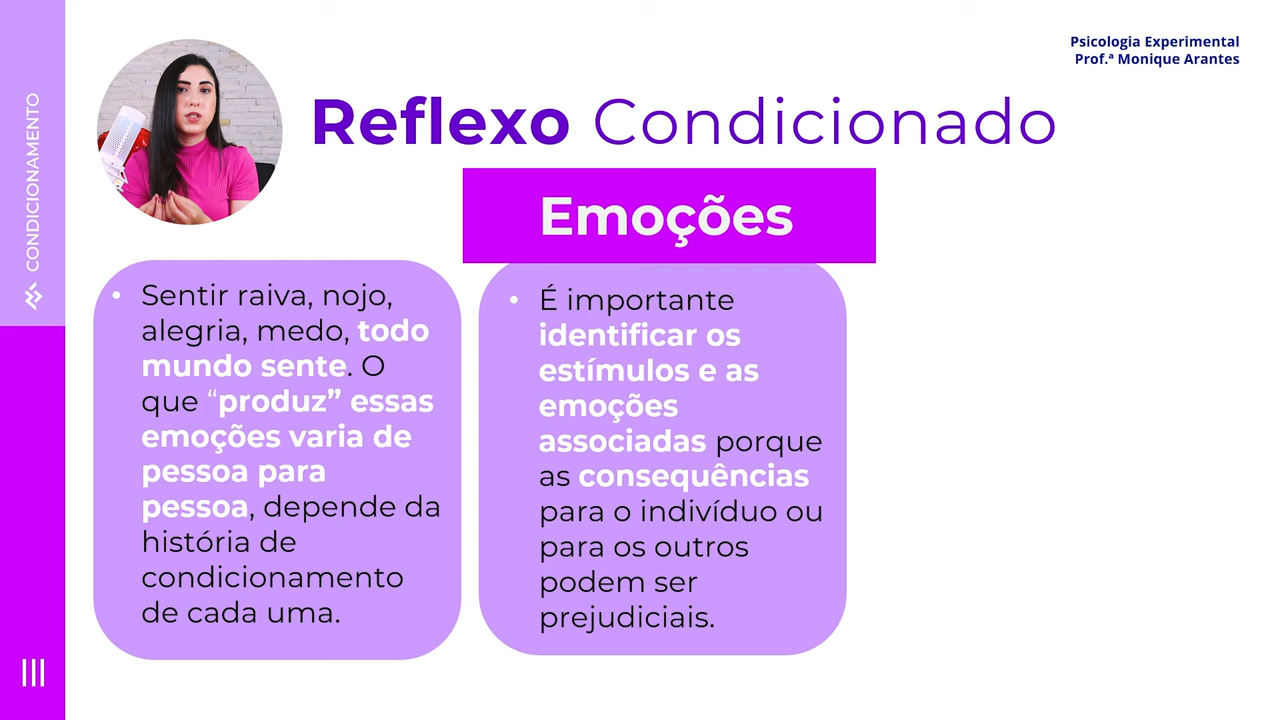 Psicologia Experimental
Prof.ª Monique Arantes
CONDICIONAMENTO
Reflexo Condicionado
Emoções
• Sentir raiva, nojo,
alegria, medo, todo
mundo sente. O
que “produz” essas
emoções varia de
pessoa para
pessoa, depende da
história de
condicionamento
de cada uma.
• É importante
identificar os
estímulos e as
emoções
associadas porque
as consequências
para o indivíduo ou
para os outros
podem ser
prejudiciais.